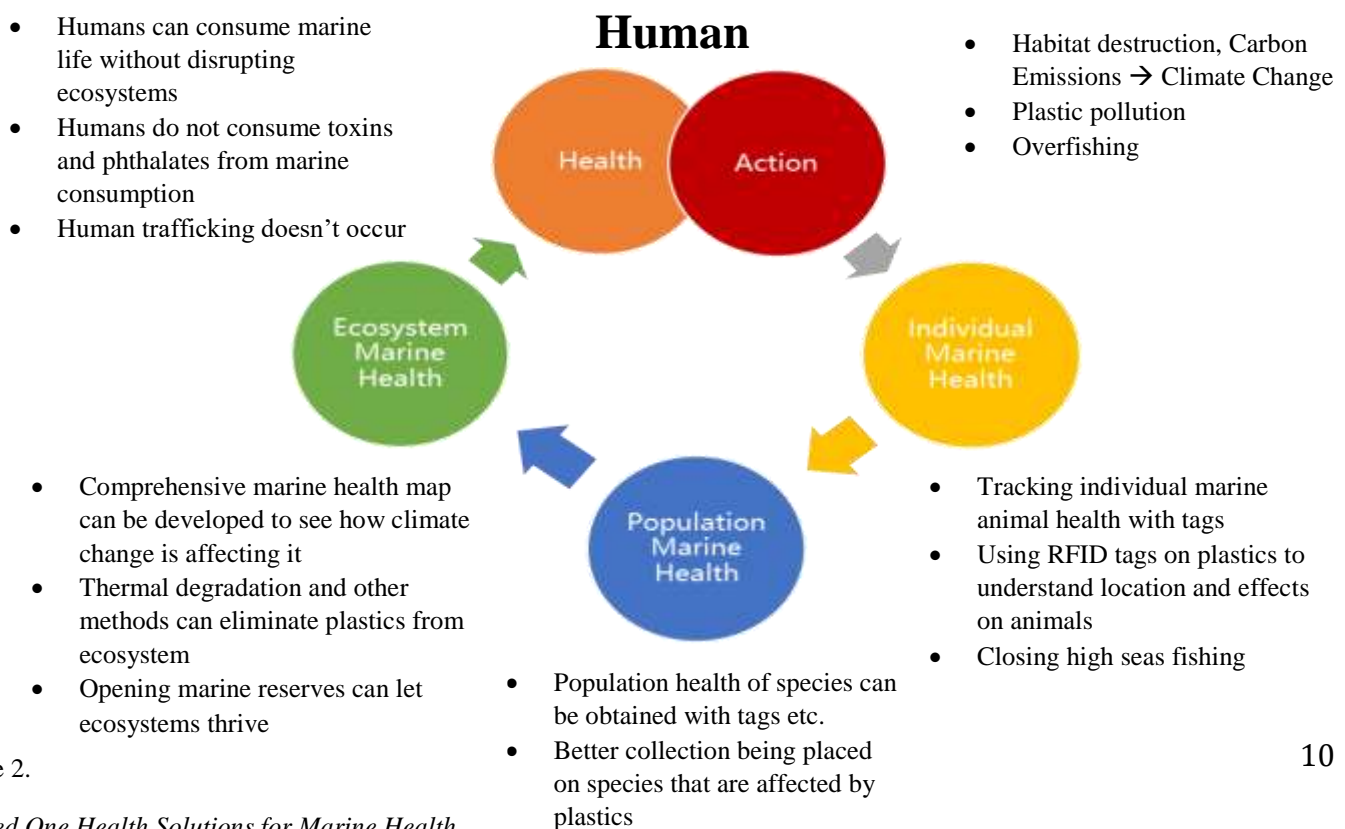 Human
• Humans can consume marine
life without disrupting
ecosystems
• Humans do not consume toxins
and phthalates from marine
consumption
• Human trafficking doesn't occur
Health
Action
• Habitat destruction, Carbon
Emissions → Climate Change
• Plastic pollution
• Overfishing
Ecosystem
Marine
Health
Individual
Marine
Health
Population
Marine
Health
• Comprehensive marine health map
can be developed to see how climate
change is affecting it
• Thermal degradation and other
methods can eliminate plastics from
ecosystem
• Opening marine reserves can let
ecosystems thrive
• Population health of species can
be obtained with tags etc.
• Better collection being placed
on species that are affected by
plastics
• Tracking individual marine
animal health with tags
• Using RFID tags on plastics to
understand location and effects
on animals
• Closing high seas fishing
10
e 2.
ed One Health Solutions for Marine Health